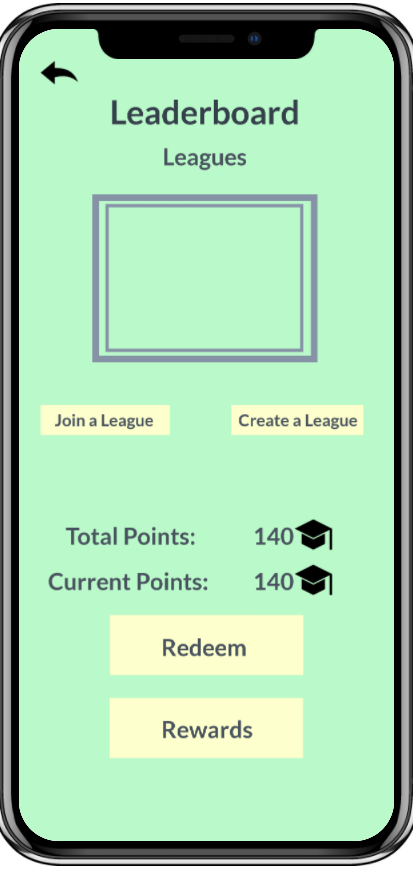 Leaderboard
Leagues
Join a League
Create a League
Total Points: 140
Current Points: 140
Redeem
Rewards